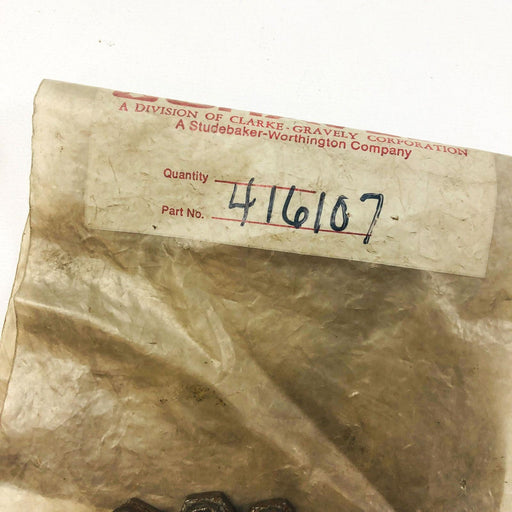 A DIVISION OF CLARKE-GRAVELY CORPORATION
A Studebaker-Worthington Company
Quantity
Part No. 416107